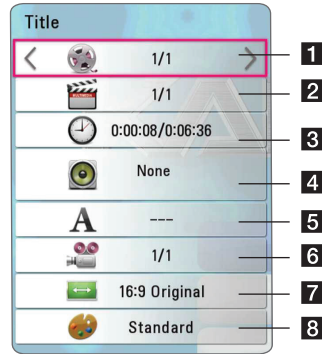 Title
1/1 1
1/1 2
0:00:08/0:06:36 3
None 4
A --- 5
1/1 6
16:9 Original 7
Standard 8